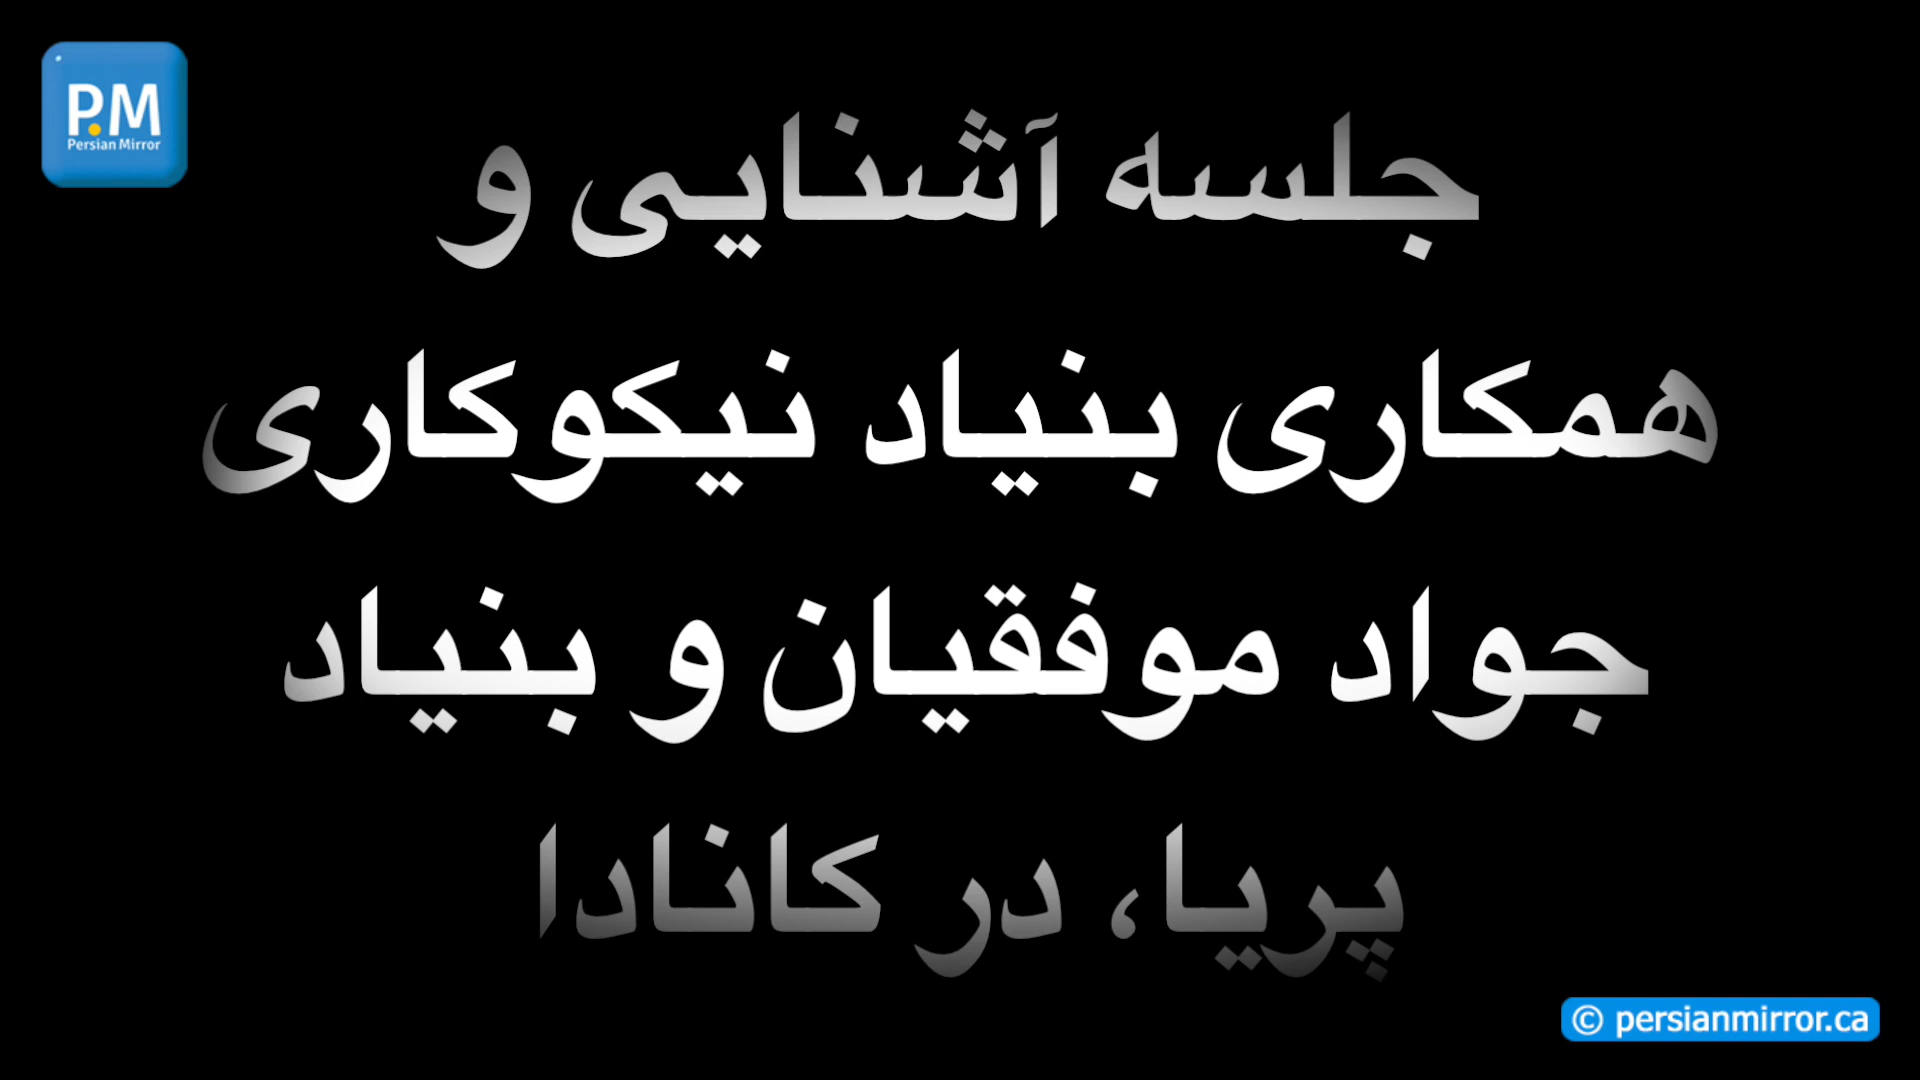 P.M
Persian Mirror
جلسه آشنایی و
همکاری بنیاد نیکوکاری
جواد موفقیان و بنیاد
پریا، در کانادا
© persianmirror.ca